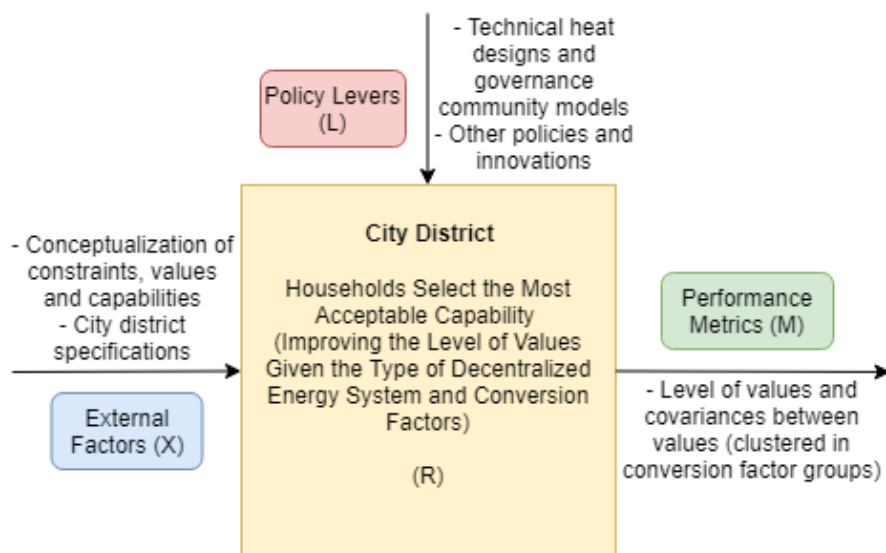 Policy Levers
(L)
- Technical heat
designs and
governance
community models
- Other policies and
innovations
- Conceptualization of
constraints, values
and capabilities
- City district
specifications
External
Factors (X)
City District
Households Select the Most
Acceptable Capability
(Improving the Level of Values
Given the Type of Decentralized
Energy System and Conversion
Factors)
(R)
Performance
Metrics (M)
- Level of values and
covariances between
values (clustered in
conversion factor groups)